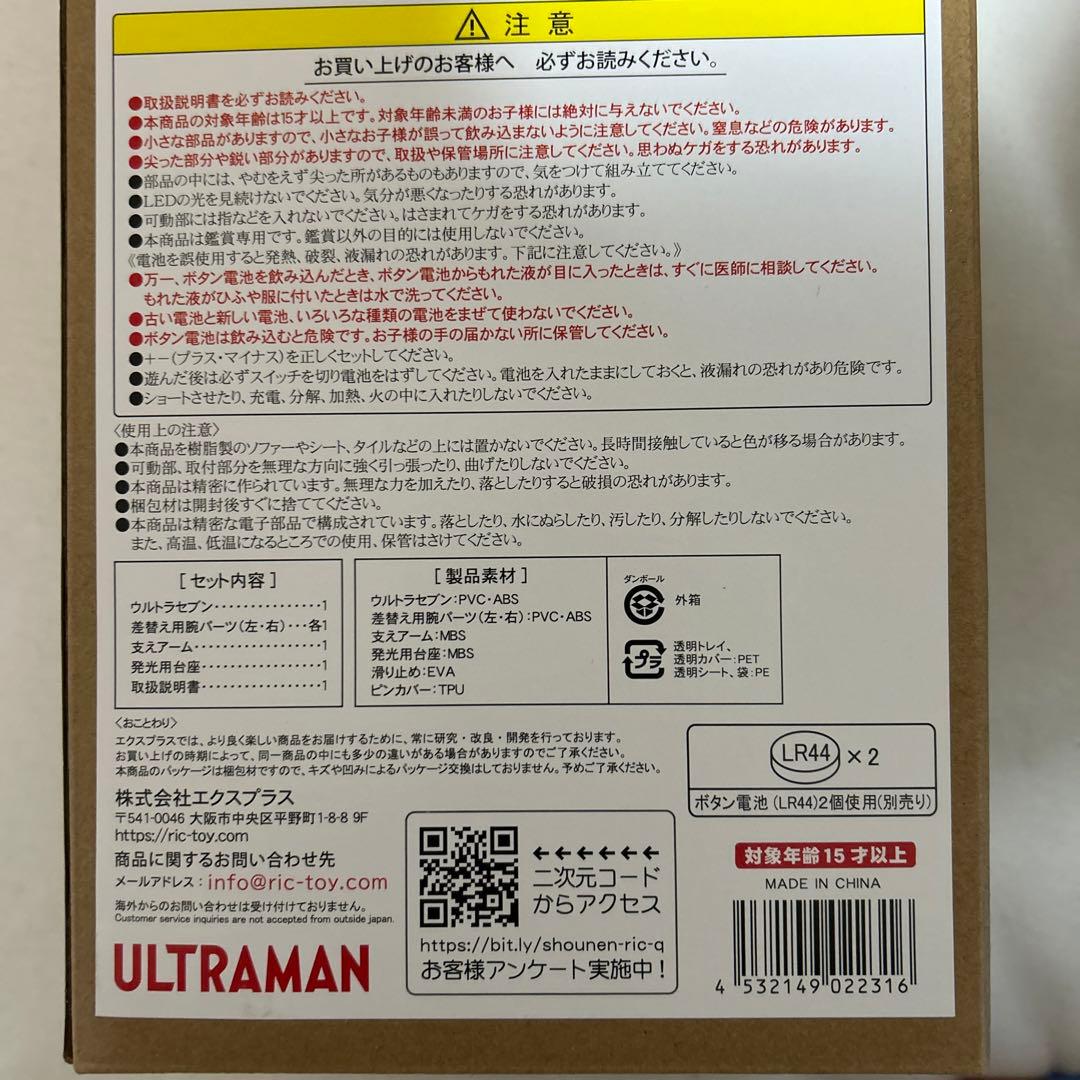 ⚠ 注意
お買い上げのお客様へ 必ずお読みください。
●取扱説明書を必ずお読みください。
●本商品の対象年齢は15才以上です。対象年齢未満のお子様には絶対に与えないでください。
●小さな部品がありますので、小さなお子様が誤って飲み込まないように注意してください。窒息などの危険があります。
●尖った部分や鋭い部分がありますので、取扱や保管場所に注意してください。思わぬケガをする恐れがあります。
●部品の中には、やむをえず尖った所があるものもありますので、気をつけて組み立ててください。
●LEDの光を見続けないでください。気分が悪くなったりする恐れがあります。
●可動部には指などを入れないでください。はさまれてケガをする恐れがあります。
●本商品は鑑賞専用です。鑑賞以外の目的には使用しないでください。
《電池を誤使用すると発熱、破裂、液漏れの恐れがあります。下記に注意してください。》
●万一、ボタン電池を飲み込んだとき、ボタン電池からもれた液が目に入ったときは、すぐに医師に相談してください。
もれた液がひふや服に付いたときは水で洗ってください。
●古い電池と新しい電池、いろいろな種類の電池をまぜて使わないでください。
●ボタン電池は飲み込むと危険です。お子様の手の届かない所に保管してください。
●＋－(プラス・マイナス)を正しくセットしてください。
●遊んだ後は必ずスイッチを切り電池をはずしてください。電池を入れたままにしておくと、液漏れの恐れがあり危険です。
●ショートさせたり、充電、分解、加熱、火の中に入れたりしないでください。
〈使用上の注意〉
●本商品を樹脂製のソファーやシート、タイルなどの上には置かないでください。長時間接触していると色が移る場合があります。
●可動部、取付部分を無理な方向に強く引っ張ったり、曲げたりしないでください。
●本商品は精密に作られています。無理な力を加えたり、落としたりすると破損の恐れがあります。
●梱包材は開封後すぐに捨ててください。
●本商品は精密な電子部品で構成されています。落としたり、水にぬらしたり、汚したり、分解したりしないでください。
また、高温、低温になるところでの使用、保管はさけてください。
[セット内容]
ウルトラセブン・・・・・・・・・・・・・・・1
差替え用腕パーツ(左・右)・・・各1
支えアーム・・・・・・・・・・・・・・・・・・1
発光用台座・・・・・・・・・・・・・・・・・1
取扱説明書・・・・・・・・・・・・・・・・・1
[製品素材]
ウルトラセブン:PVC・ABS
差替え用腕パーツ(左・右):PVC・ABS
支えアーム:MBS
発光用台座:MBS
滑り止め:EVA
ピンカバー:TPU
ダンボール
外箱
プラ
透明トレイ、
透明カバー:PET
透明シート、袋:PE
〈おことわり〉
エクスプラスでは、より良く楽しい商品をお届けするために、常に研究・改良・開発を行っております。
お買い上げの時期によって、同一商品の中にも多少の違いがある場合がありますのでご了承ください。
本商品のパッケージは梱包材ですので、キズや凹みによるパッケージ交換はしておりません。予めご了承ください。
LR44 ×2
ボタン電池(LR44)2個使用(別売り)
株式会社エクスプラス
〒541-0046 大阪市中央区平野町1-8-8 9F
https://ric-toy.com
商品に関するお問い合わせ先
メールアドレス：info@ric-toy.com
海外からのお問い合わせは受け付けておりません。
Customer service inquiries are not accepted from outside japan.
ULTRAMAN
←←←←←←
二次元コード
からアクセス
https://bit.ly/shounen-ric-q
お客様アンケート実施中！
対象年齢15才以上
MADE IN CHINA
4 532149 022316